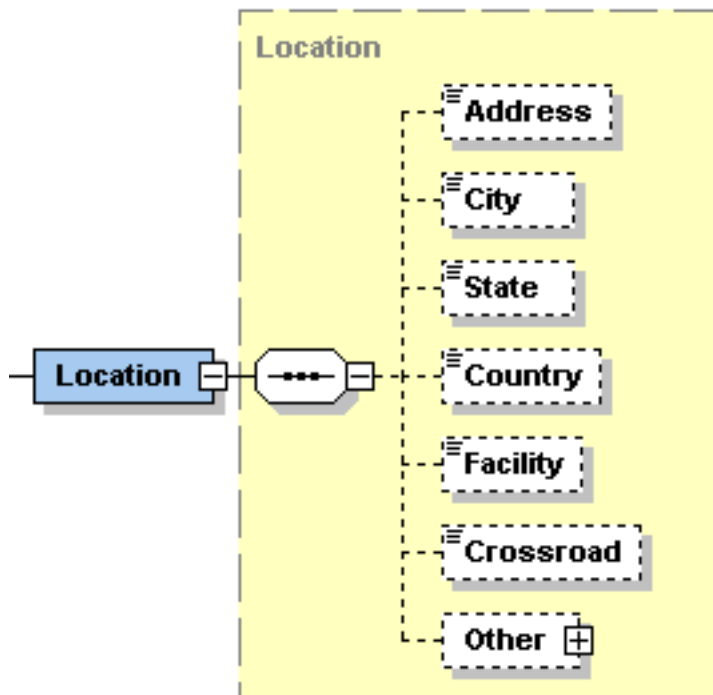 Location
Address
City
State
Location
Country
Facility
Crossroad
Other